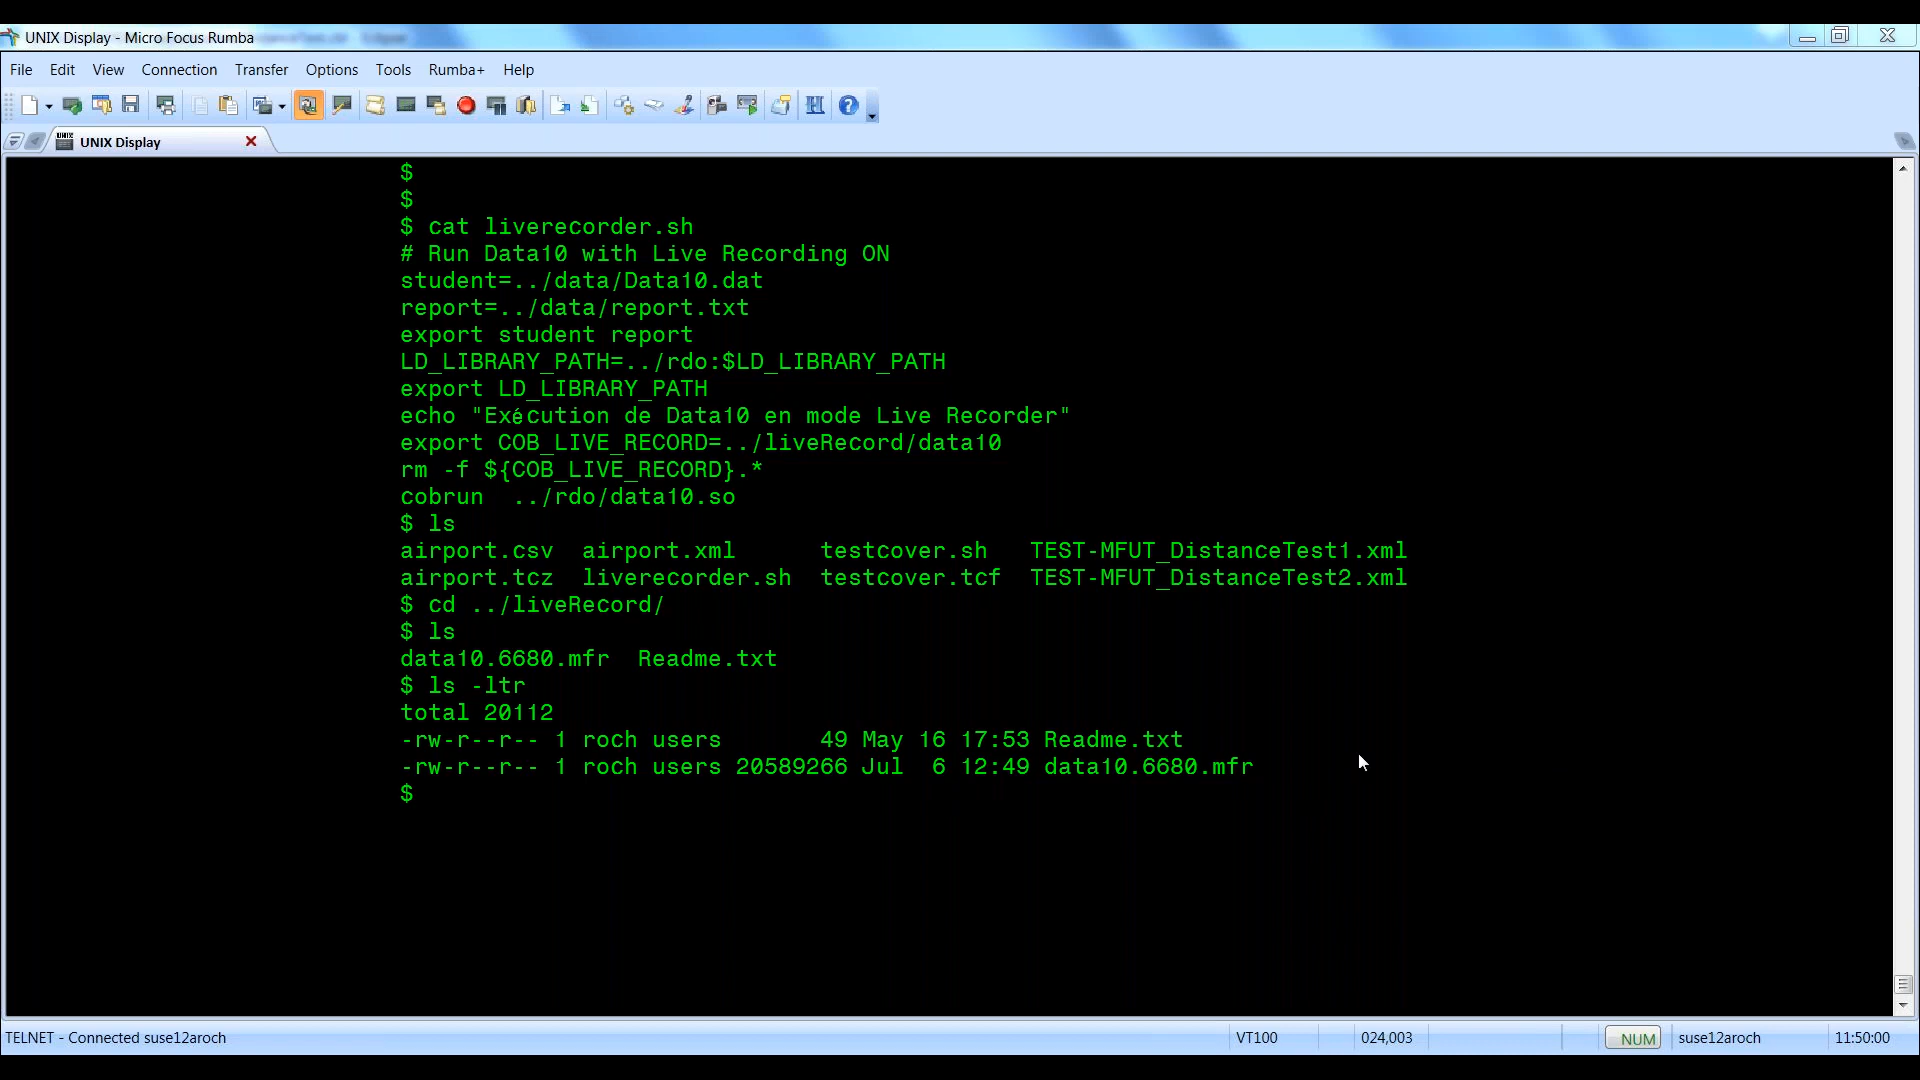 UNIX Display - Micro Focus Rumba
File Edit View Connection Transfer Options Tools Rumba+ Help
UNIX Display
$
$
$ cat liverecorder.sh
# Run Data10 with Live Recording ON
student=../data/Data10.dat
report=../data/report.txt
export student report
LD_LIBRARY_PATH=../rdo:$LD_LIBRARY_PATH
export LD_LIBRARY_PATH
echo "Exécution de Data10 en mode Live Recorder"
export COB_LIVE_RECORD=../liveRecord/data10
rm -f ${COB_LIVE_RECORD}.*
cobrun  ../rdo/data10.so
$ ls
airport.csv  airport.xml      testcover.sh   TEST-MFUT_DistanceTest1.xml
airport.tcz  liverecorder.sh  testcover.tcf  TEST-MFUT_DistanceTest2.xml
$ cd ../liveRecord/
$ ls
data10.6680.mfr  Readme.txt
$ ls -ltr
total 20112
-rw-r--r-- 1 roch users       49 May 16 17:53 Readme.txt
-rw-r--r-- 1 roch users 20589266 Jul  6 12:49 data10.6680.mfr
$
TELNET - Connected suse12aroch VT100 024,003 NUM suse12aroch 11:50:00